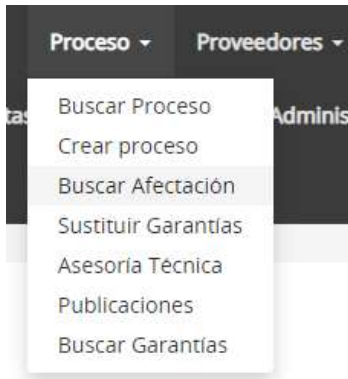 Proceso Proveedores
Buscar Proceso
Crear proceso
Buscar Afectación
Sustituir Garantías
Asesoría Técnica
Publicaciones
Buscar Garantías